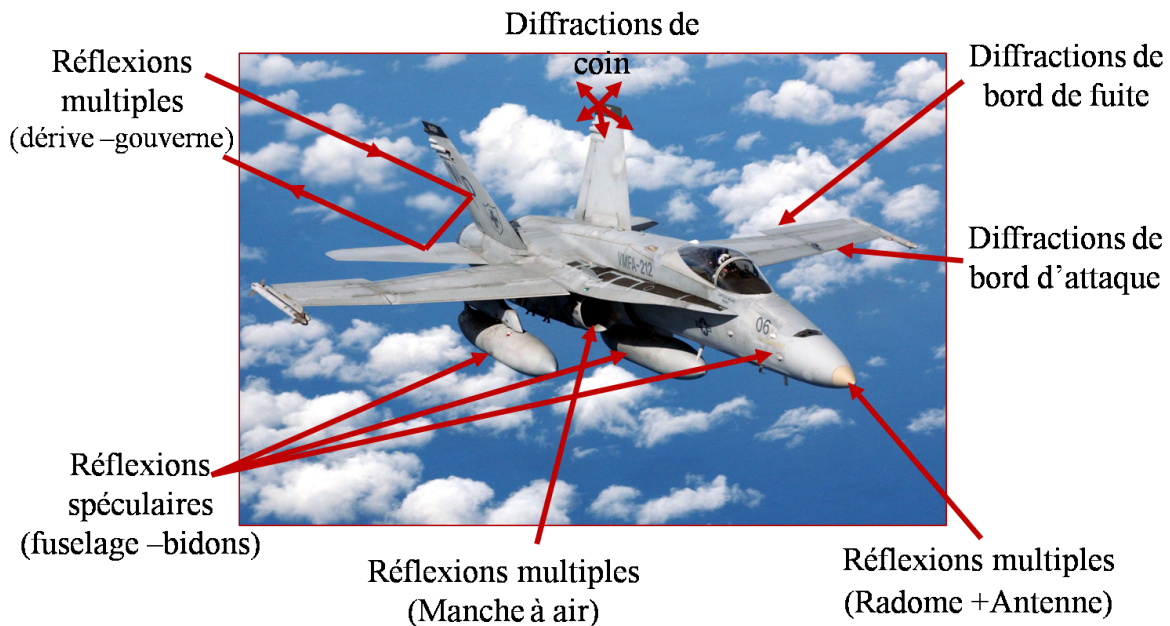 Diffractions de
coin
Réflexions
multiples
(dérive –gouverne)
Diffractions de
bord de fuite
Diffractions de
bord d’attaque
VMFA-212
06
Réflexions
spéculaires
(fuselage –bidons)
Réflexions multiples
(Manche à air)
Réflexions multiples
(Radome +Antenne)